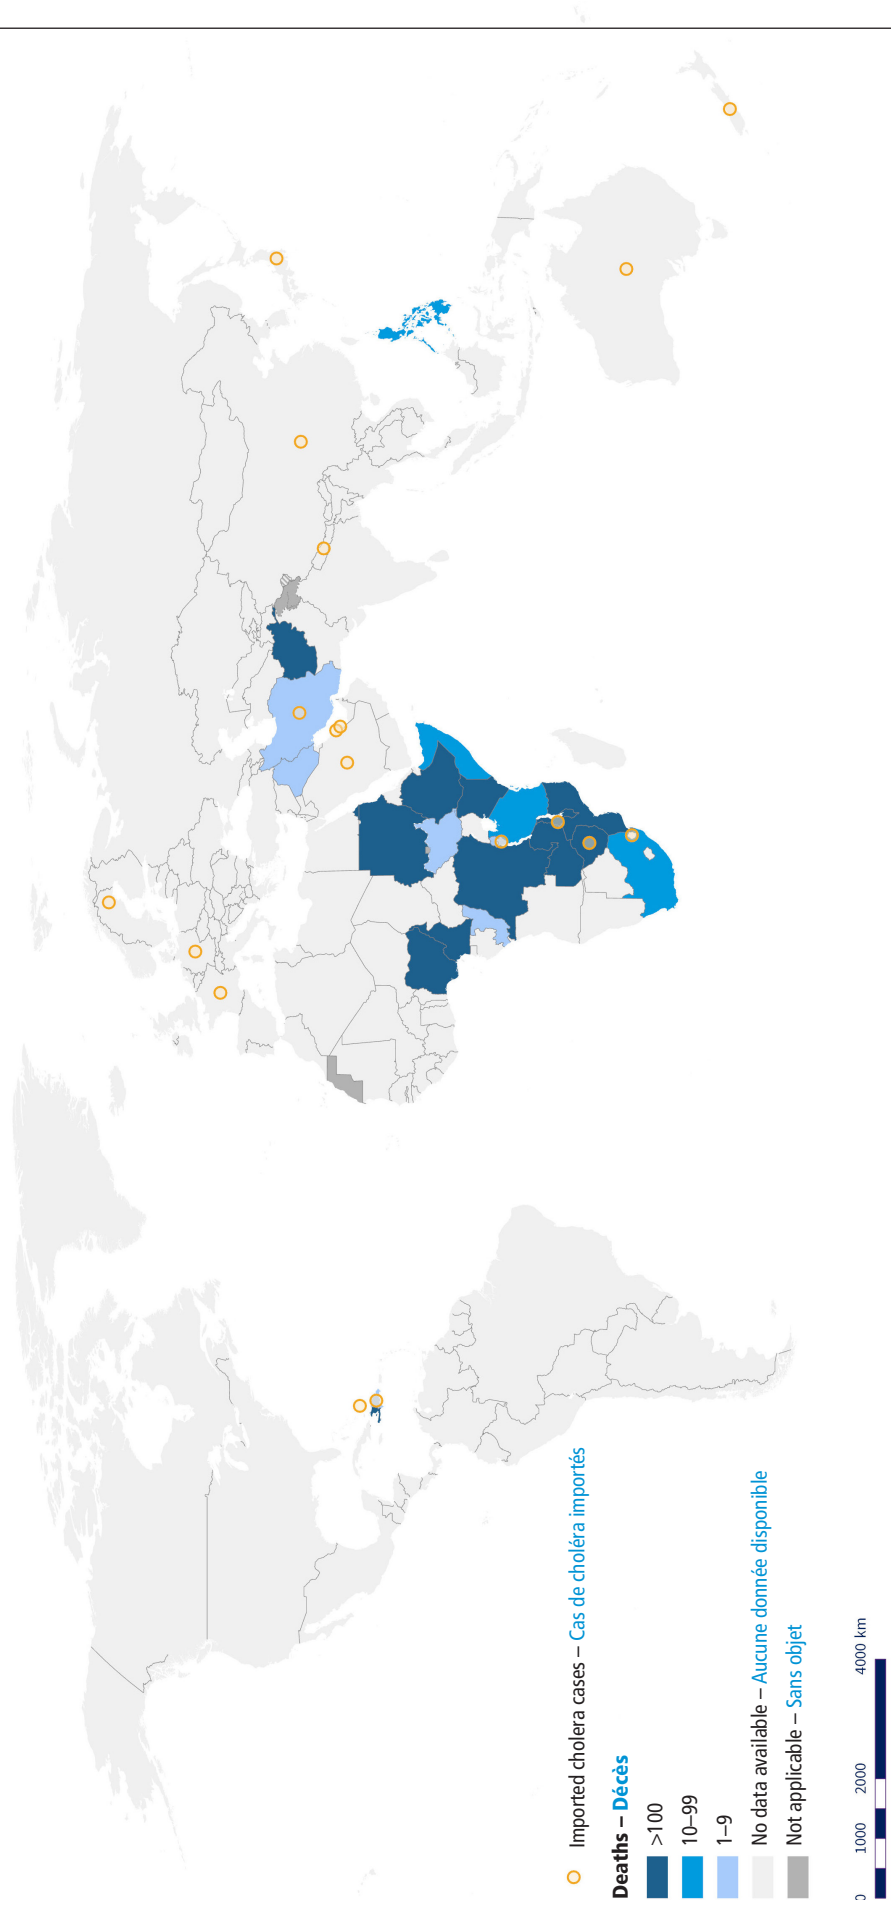 Imported cholera cases – Cas de choléra importés
Deaths – Décès
>100
10–99
1–9
No data available – Aucune donnée disponible
Not applicable – Sans objet
0 1000 2000 4000 km